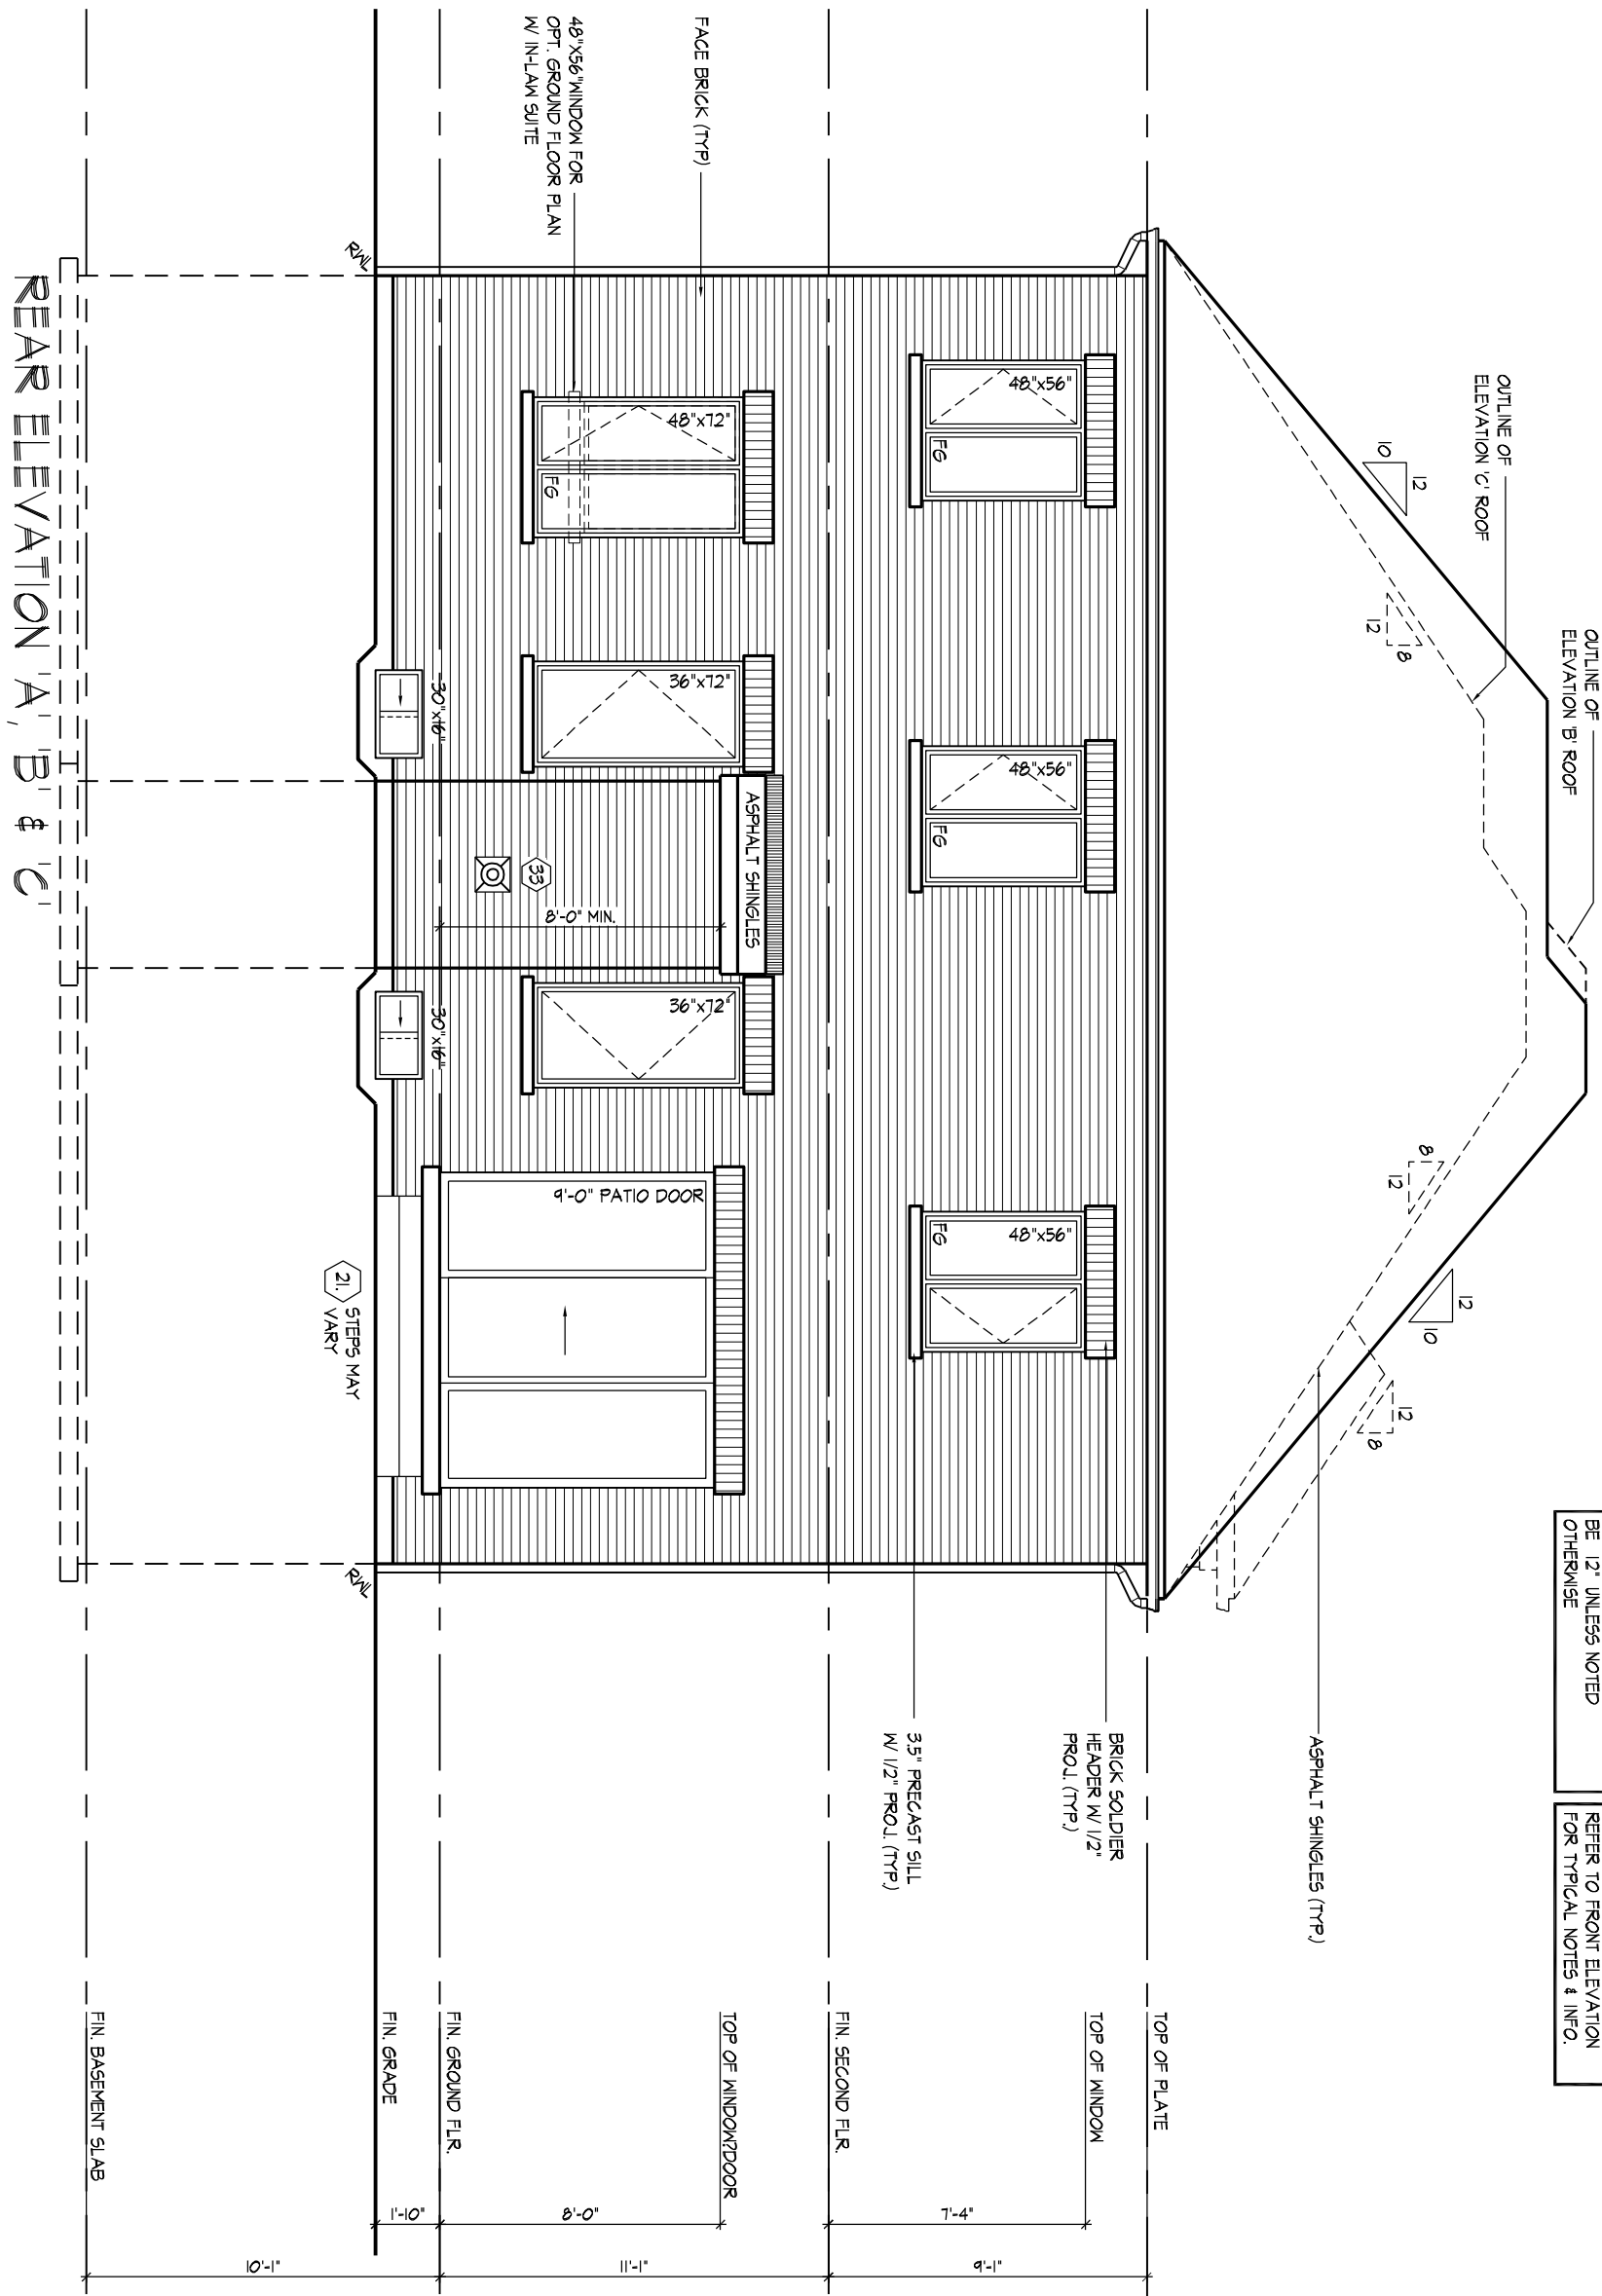 BE 12" UNLESS NOTED
OTHERWISE
REFER TO FRONT ELEVATION
FOR TYPICAL NOTES & INFO.
OUTLINE OF
ELEVATION 'B' ROOF
OUTLINE OF
ELEVATION 'C' ROOF
12
10
12
8
8
12
12
10
12
8
ASPHALT SHINGLES (TYP.)
BRICK SOLDIER
HEADER W/ 1/2"
PROJ. (TYP.)
3.5" PRECAST SILL
W/ 1/2" PROJ. (TYP.)
TOP OF PLATE
TOP OF WINDOW
FIN. SECOND FLR.
TOP OF WINDOW?DOOR
FIN. GROUND FLR.
FIN. GRADE
FIN. BASEMENT SLAB
9'-1"
7'-4"
11'-1"
8'-0"
1'-10"
10'-1"
48"x56"
FG
48"x56"
FG
48"x56"
FG
FACE BRICK (TYP)
48"X56" WINDOW FOR
OPT. GROUND FLOOR PLAN
W/ IN-LAW SUITE
48"x72"
FG
36"x72"
ASPHALT SHINGLES
8'-0" MIN.
33
36"x72"
9'-0" PATIO DOOR
30"x16"
30"x16"
RWL
RWL
21.
STEPS MAY
VARY
REAR ELEVATION 'A', 'B' & 'C'